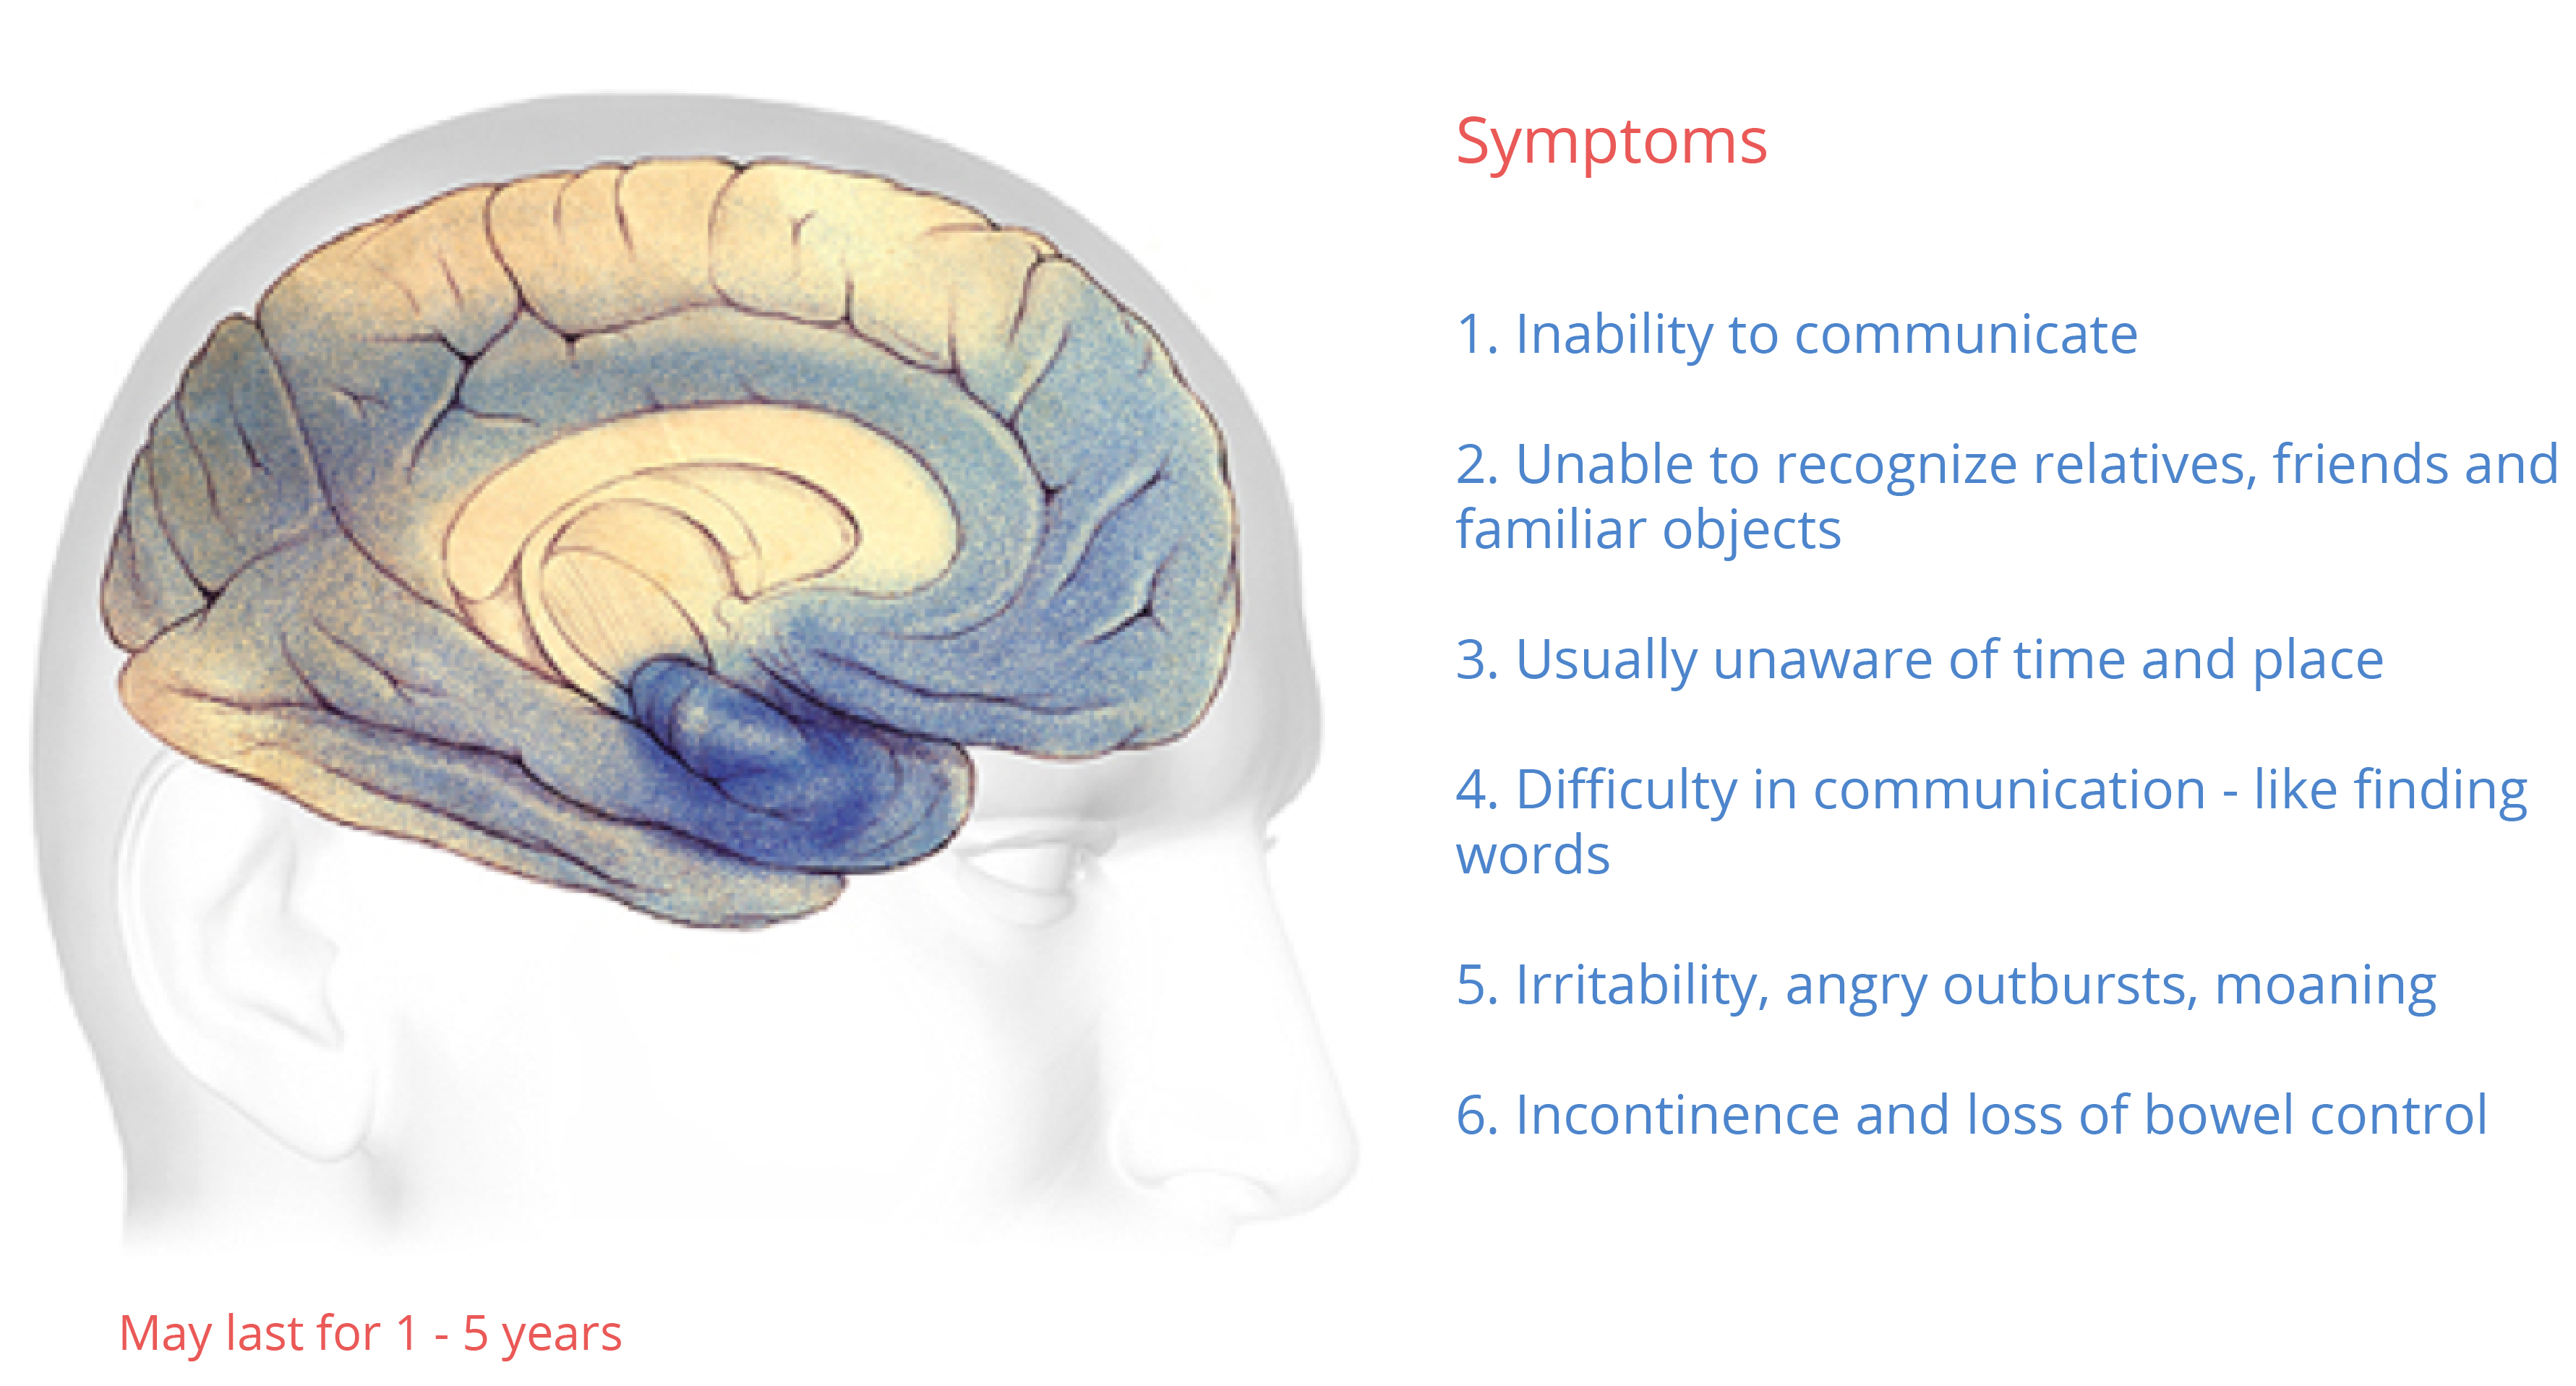 Symptoms
1. Inability to communicate
2. Unable to recognize relatives, friends and
familiar objects
3. Usually unaware of time and place
4. Difficulty in communication - like finding
words
5. Irritability, angry outbursts, moaning
6. Incontinence and loss of bowel control
May last for 1 - 5 years